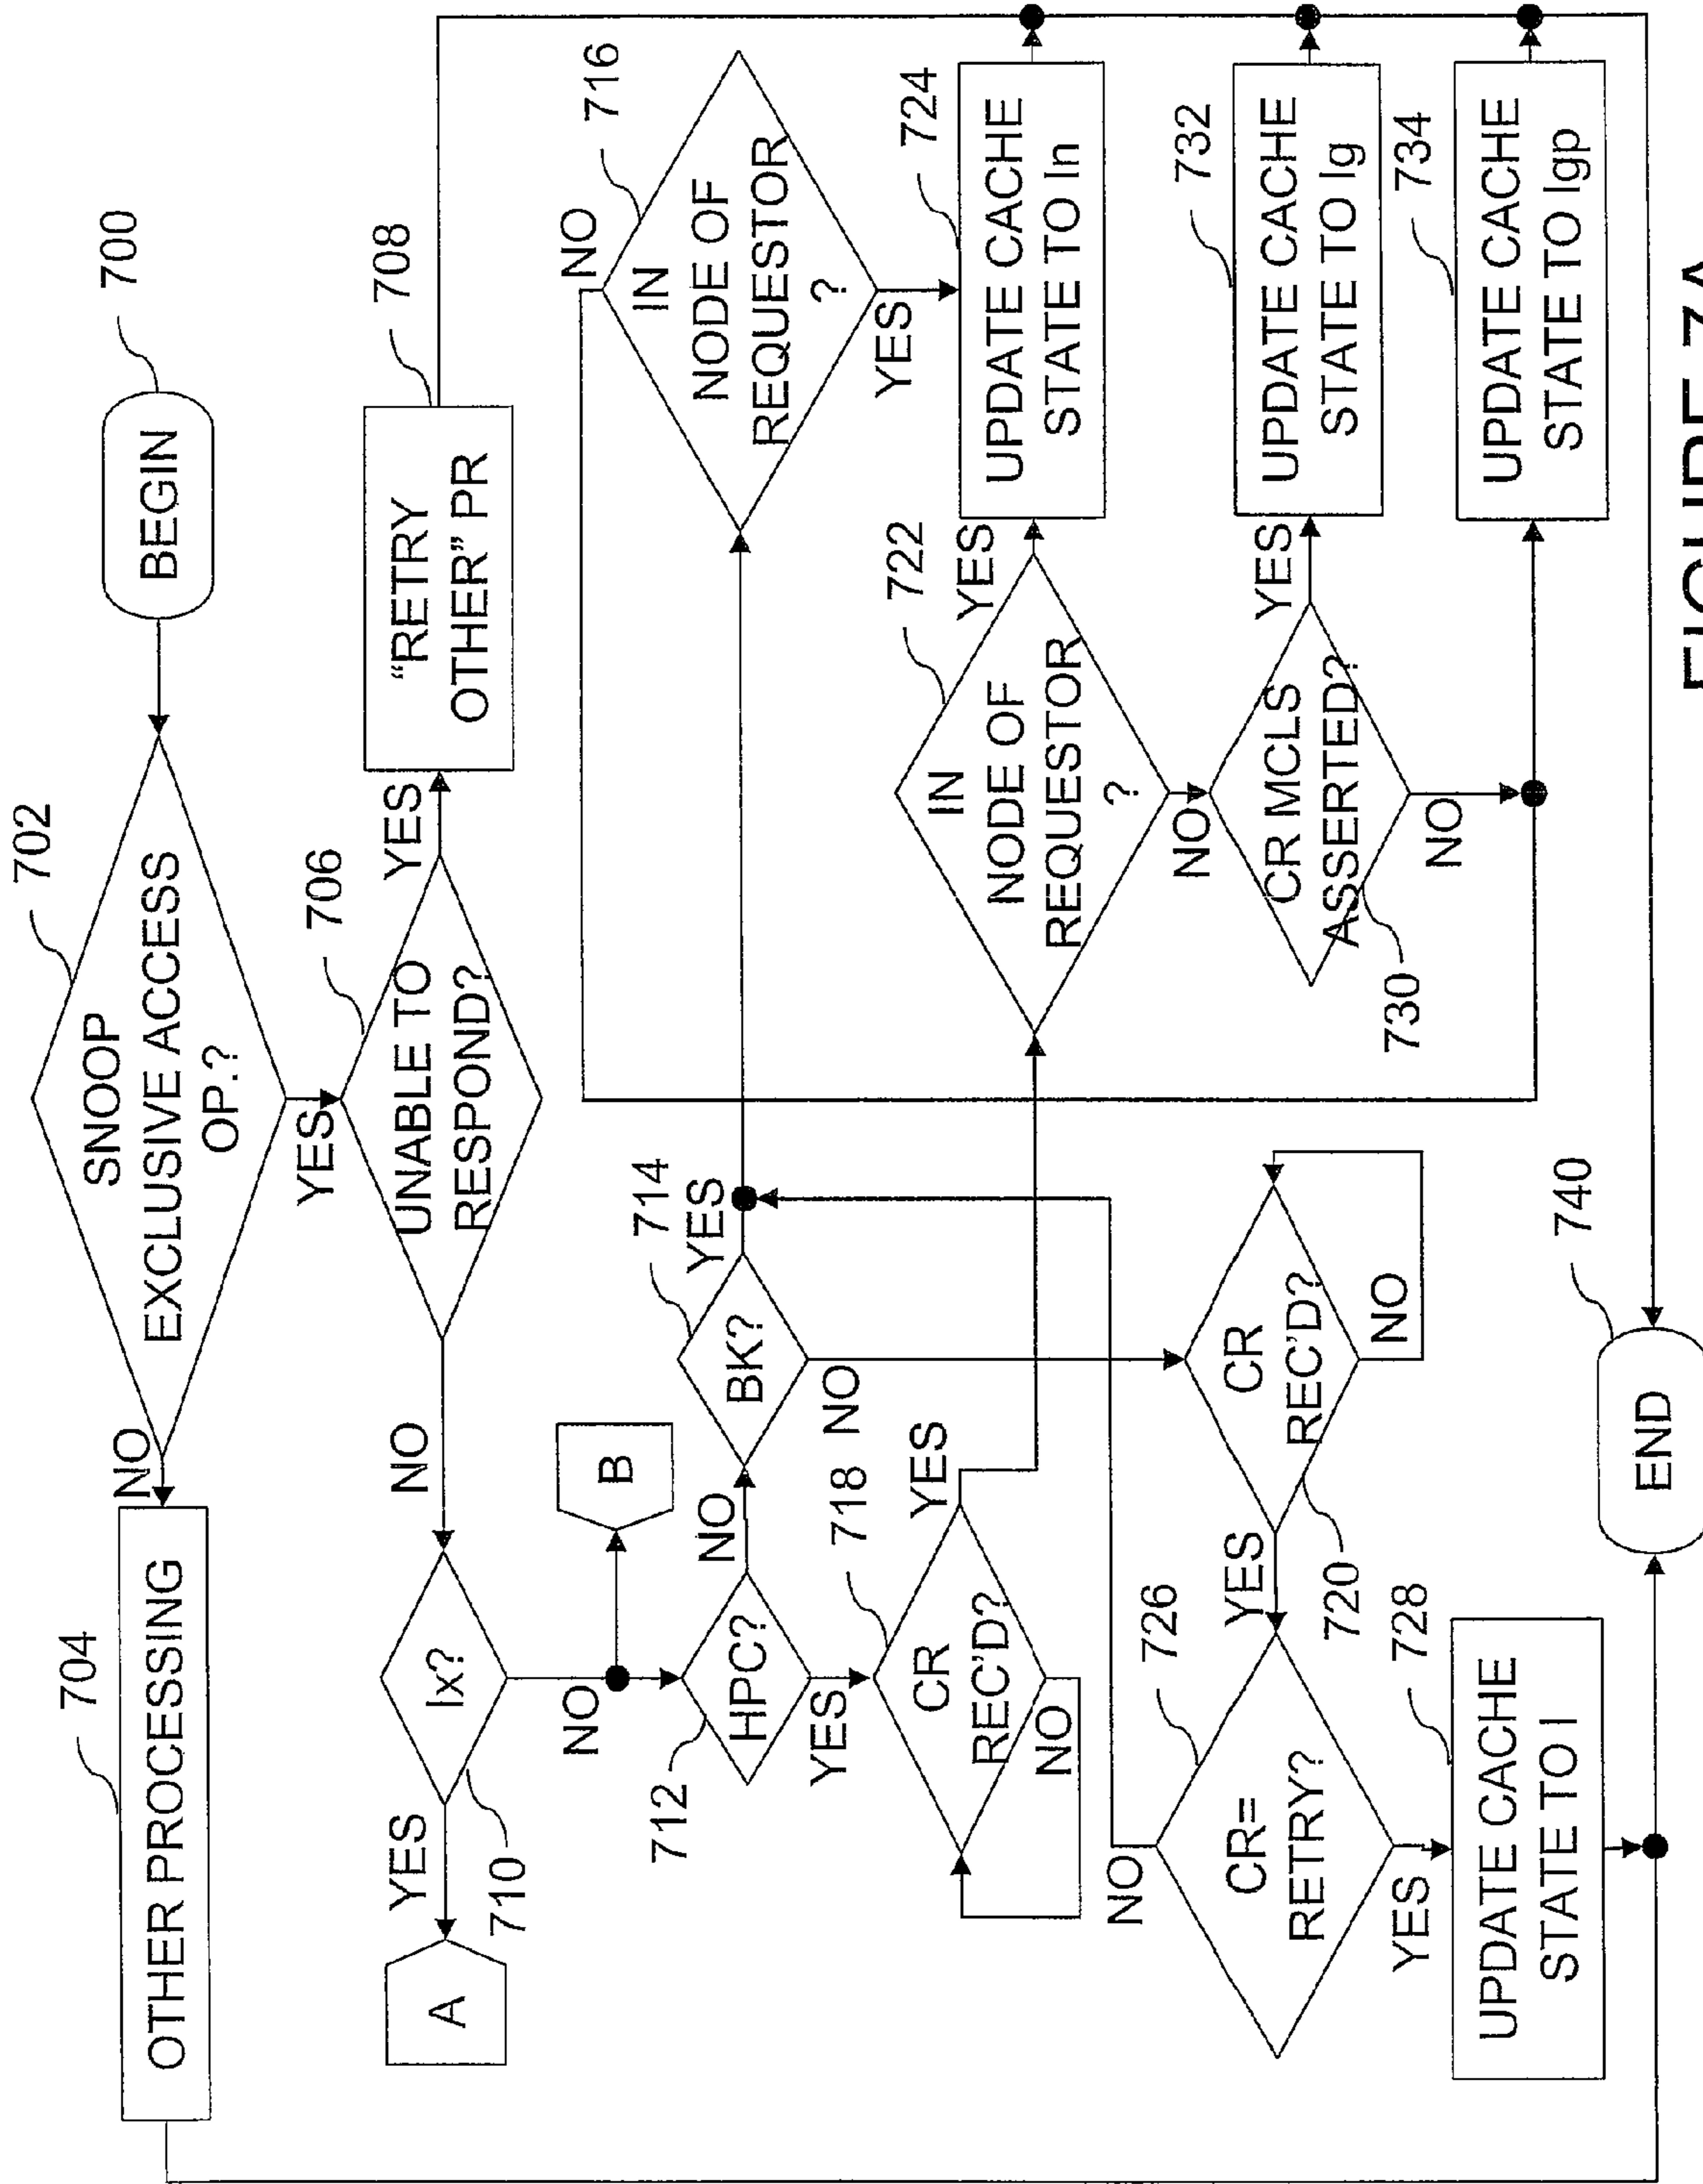 700
BEGIN
702
SNOOP
EXCLUSIVE ACCESS
OP.?
NO
YES
704
OTHER PROCESSING
706
UNABLE TO
RESPOND?
YES
NO
708
"RETRY
OTHER" PR
Ix?
710
YES
A
NO
B
HPC?
712
NO
YES
714
BK?
YES
NO
716
IN
NODE OF
REQUESTOR
?
NO
YES
718
CR
REC'D?
YES
NO
722
IN
NODE OF
REQUESTOR
?
YES
NO
724
UPDATE CACHE
STATE TO In
CR
REC'D?
720
NO
YES
726
CR=
RETRY?
NO
YES
728
UPDATE CACHE
STATE TO I
CR MCLS
ASSERTED?
730
YES
NO
732
UPDATE CACHE
STATE TO Ig
734
UPDATE CACHE
STATE TO Igp
740
END
FIGURE 7A